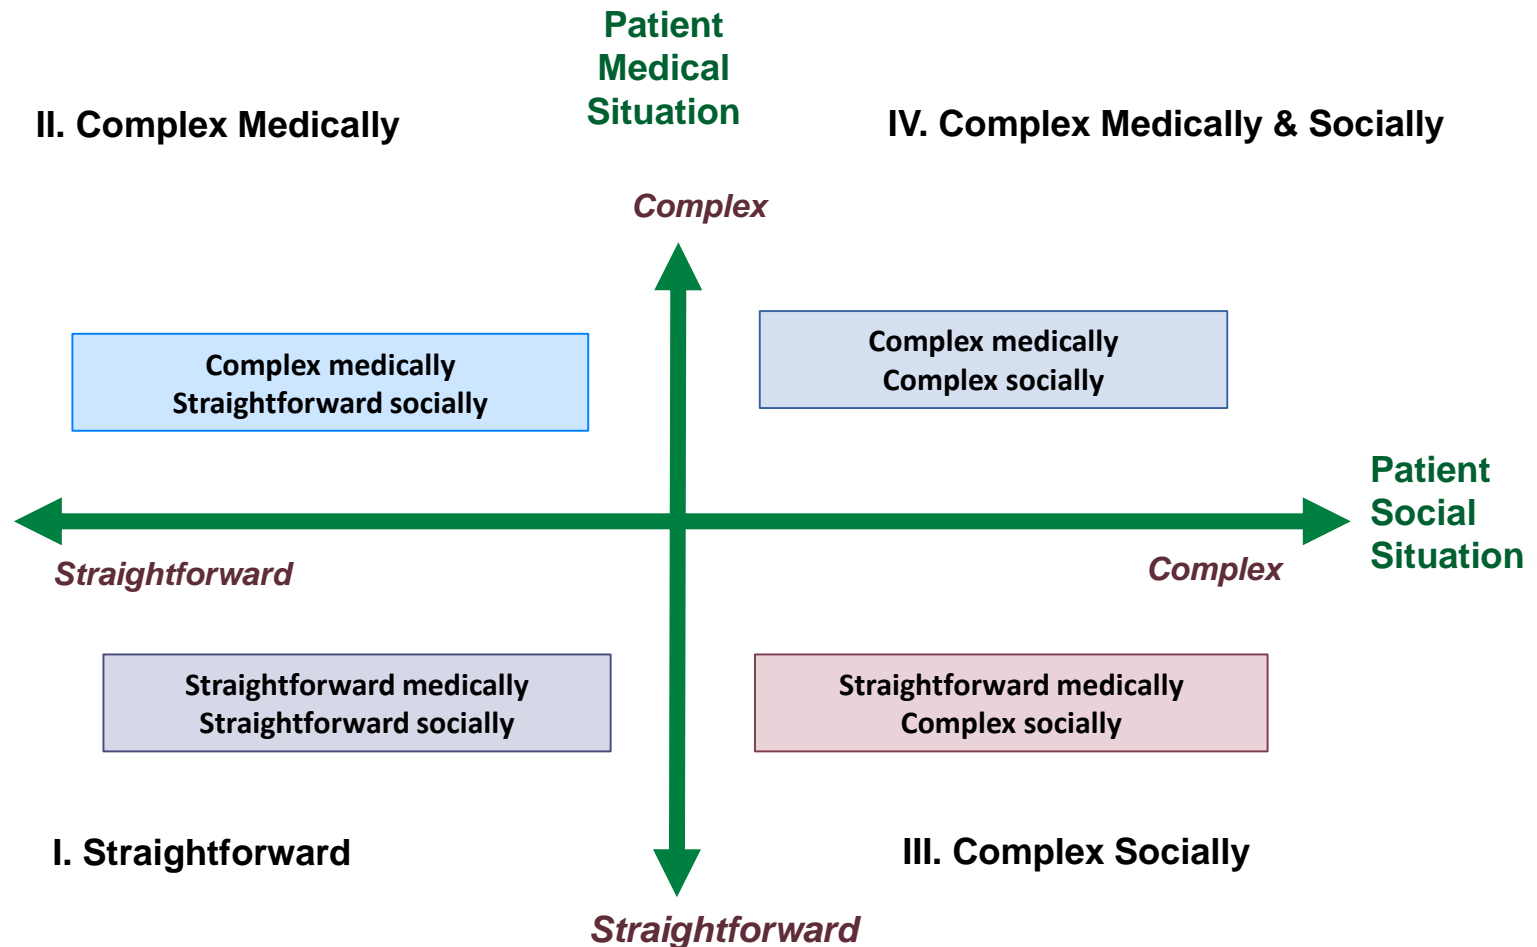 Patient
Medical
Situation
II. Complex Medically
IV. Complex Medically & Socially
Complex
Complex medically
Straightforward socially
Complex medically
Complex socially
Patient
Social
Situation
Straightforward
Complex
Straightforward medically
Straightforward socially
Straightforward medically
Complex socially
I. Straightforward
III. Complex Socially
Straightforward